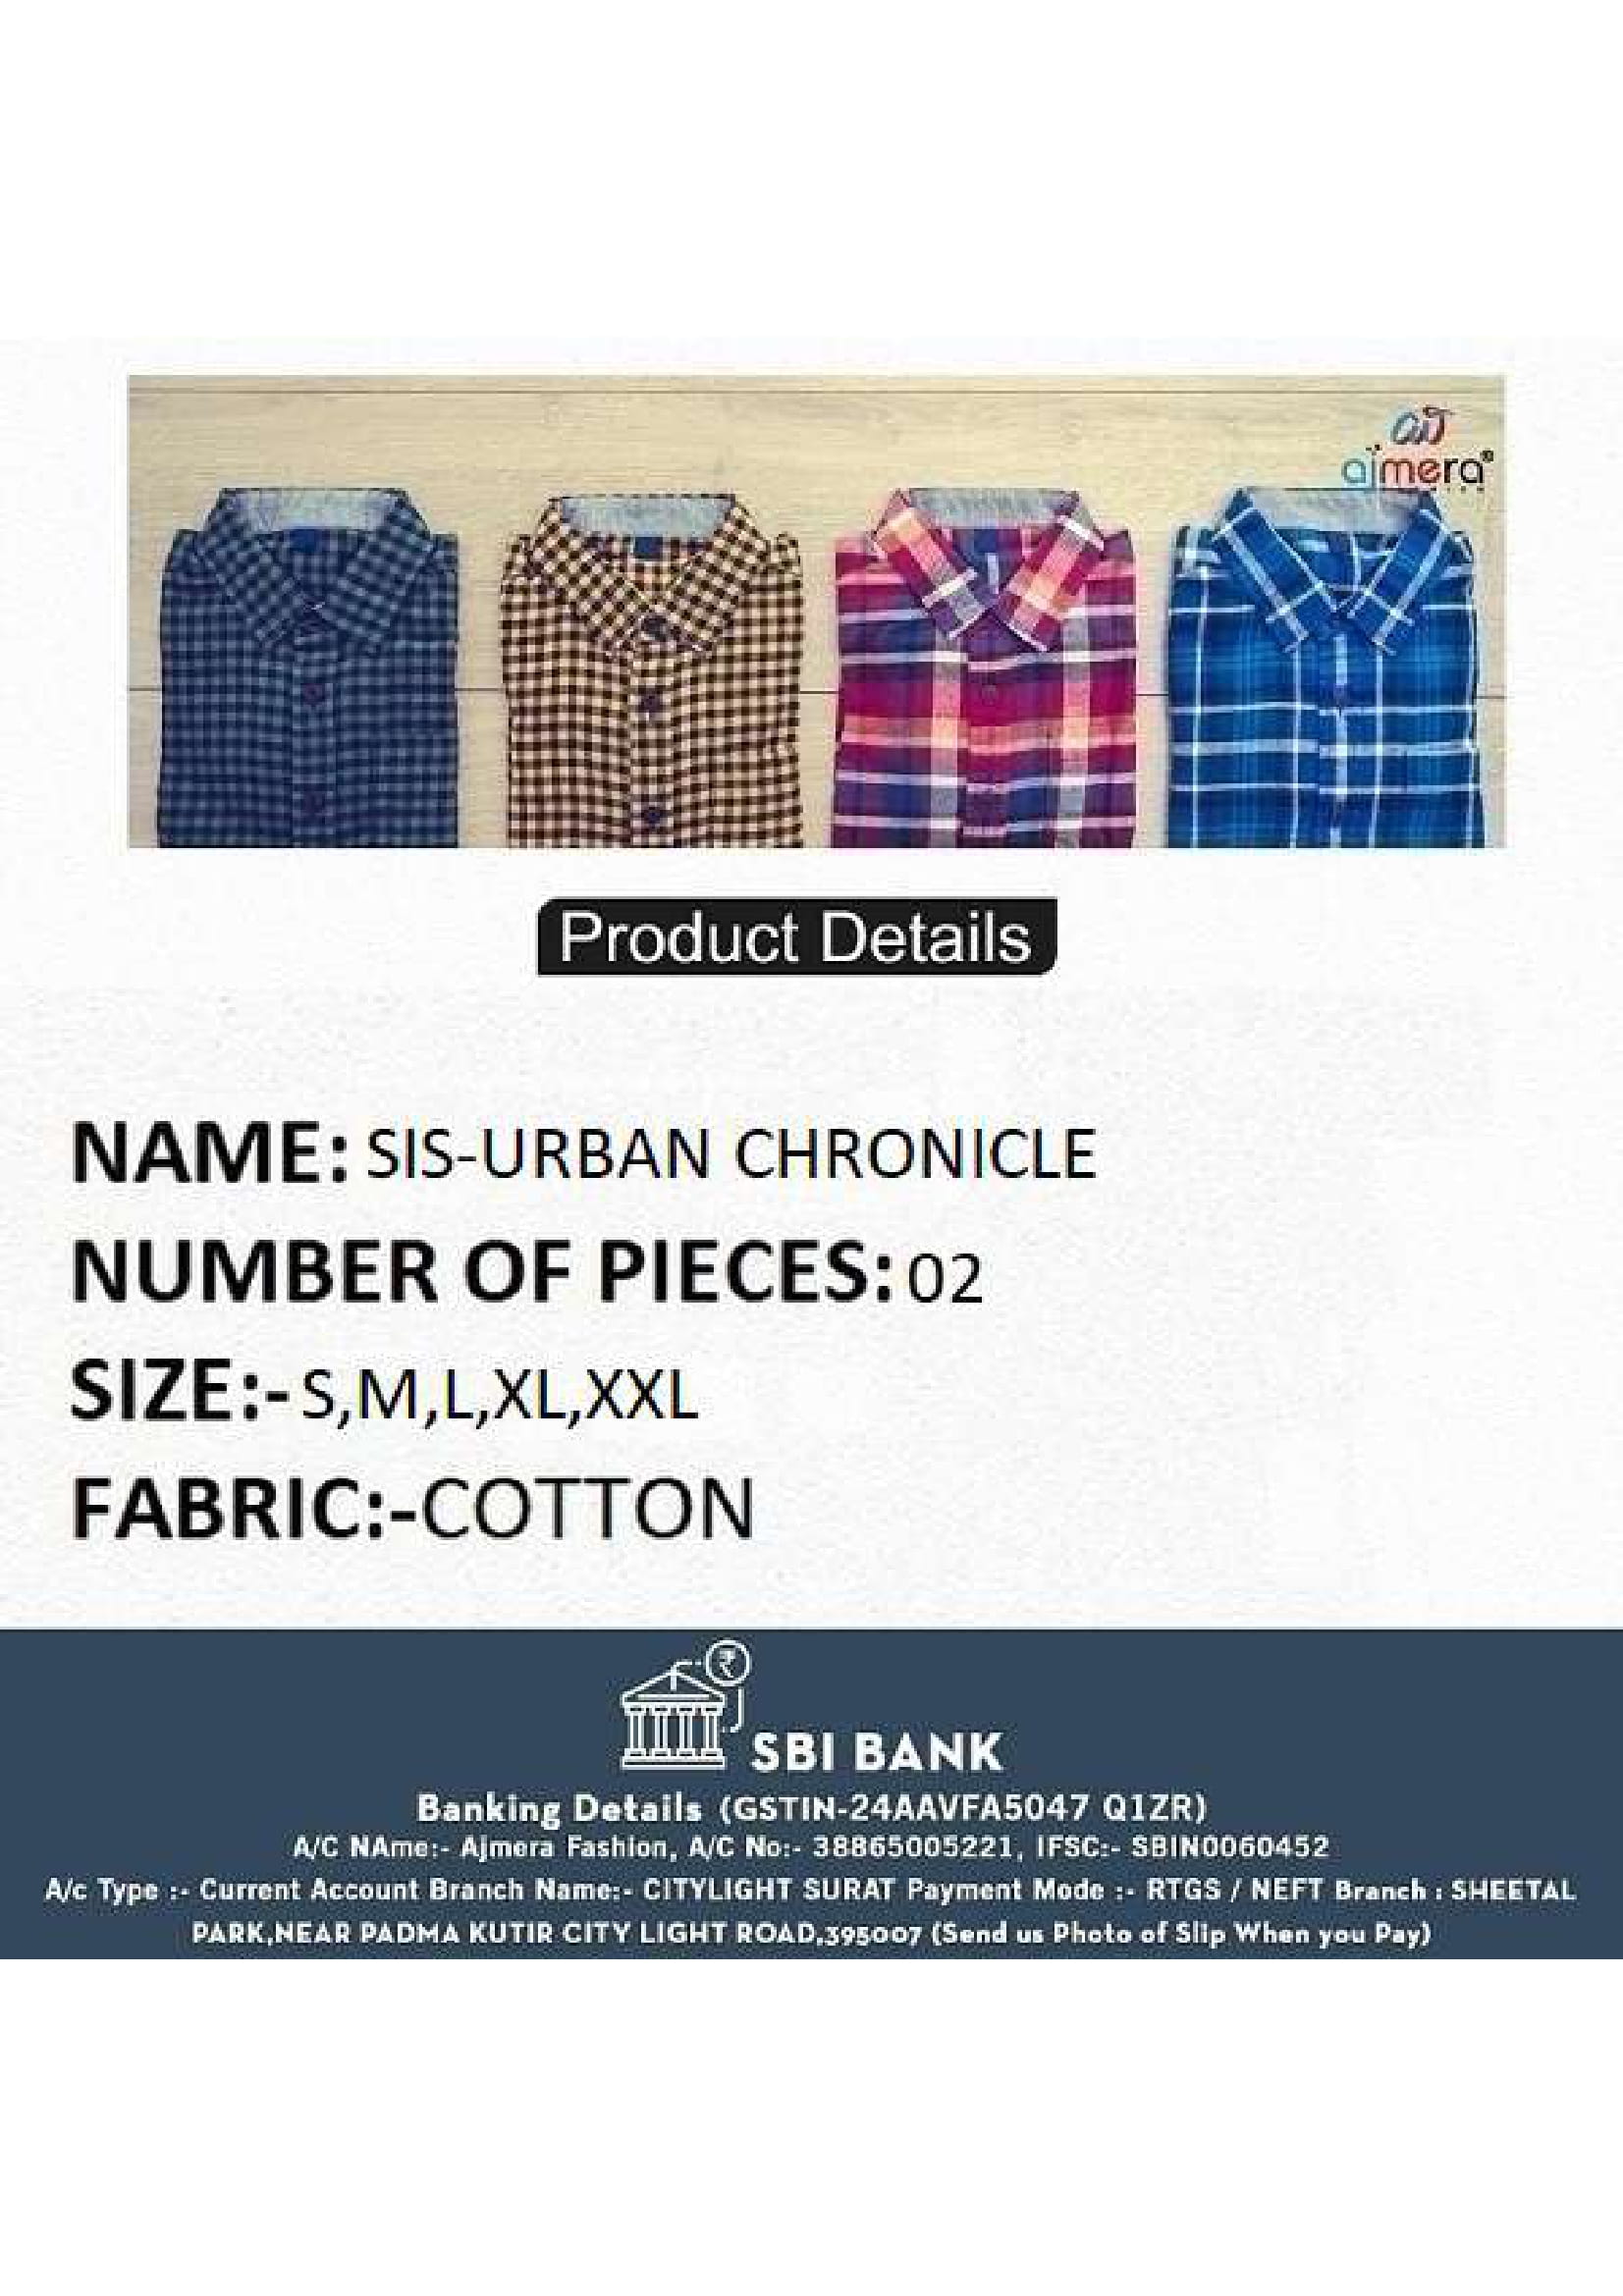 ajmera®
Product Details
NAME: SIS-URBAN CHRONICLE
NUMBER OF PIECES: 02
SIZE:- S,M,L,XL,XXL
FABRIC:-COTTON
₹
SBI BANK
Banking Details (GSTIN-24AAVFA5047 Q1ZR)
A/C NAme:- Ajmera Fashion, A/C No:- 38865005221, IFSC:- SBIN0060452
A/c Type :- Current Account Branch Name:- CITYLIGHT SURAT Payment Mode :- RTGS / NEFT Branch : SHEETAL
PARK,NEAR PADMA KUTIR CITY LIGHT ROAD,395007 (Send us Photo of Slip When you Pay)